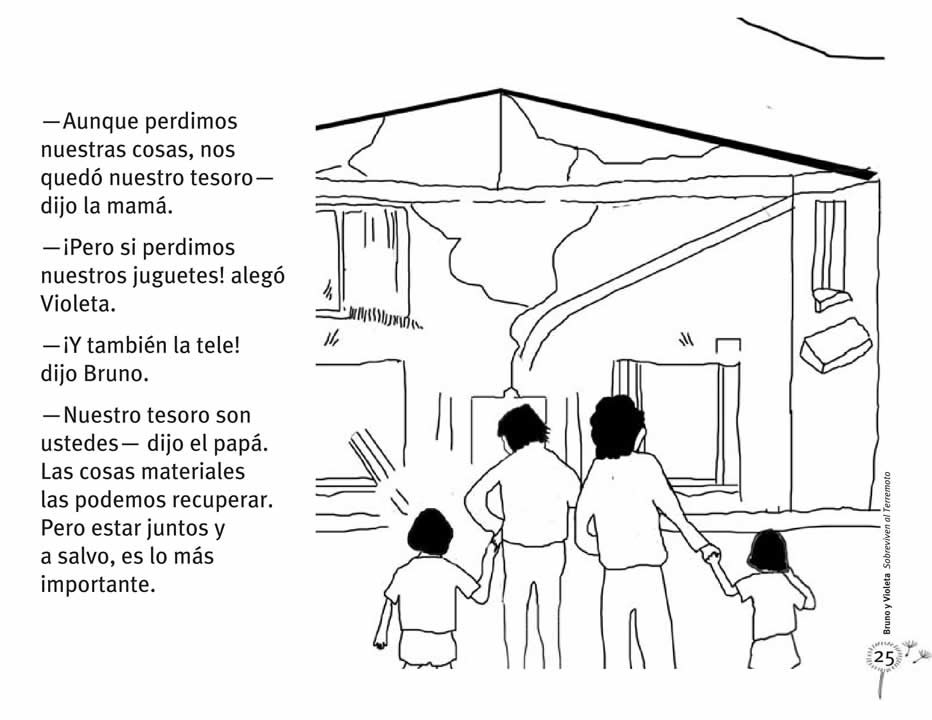 —Aunque perdimos
nuestras cosas, nos
quedó nuestro tesoro—
dijo la mamá.
—¡Pero si perdimos
nuestros juguetes! alegó
Violeta.
—¡Y también la tele!
dijo Bruno.
—Nuestro tesoro son
ustedes— dijo el papá.
Las cosas materiales
las podemos recuperar.
Pero estar juntos y
a salvo, es lo más
importante.
Bruno y Violeta Sobreviven al Terremoto
25